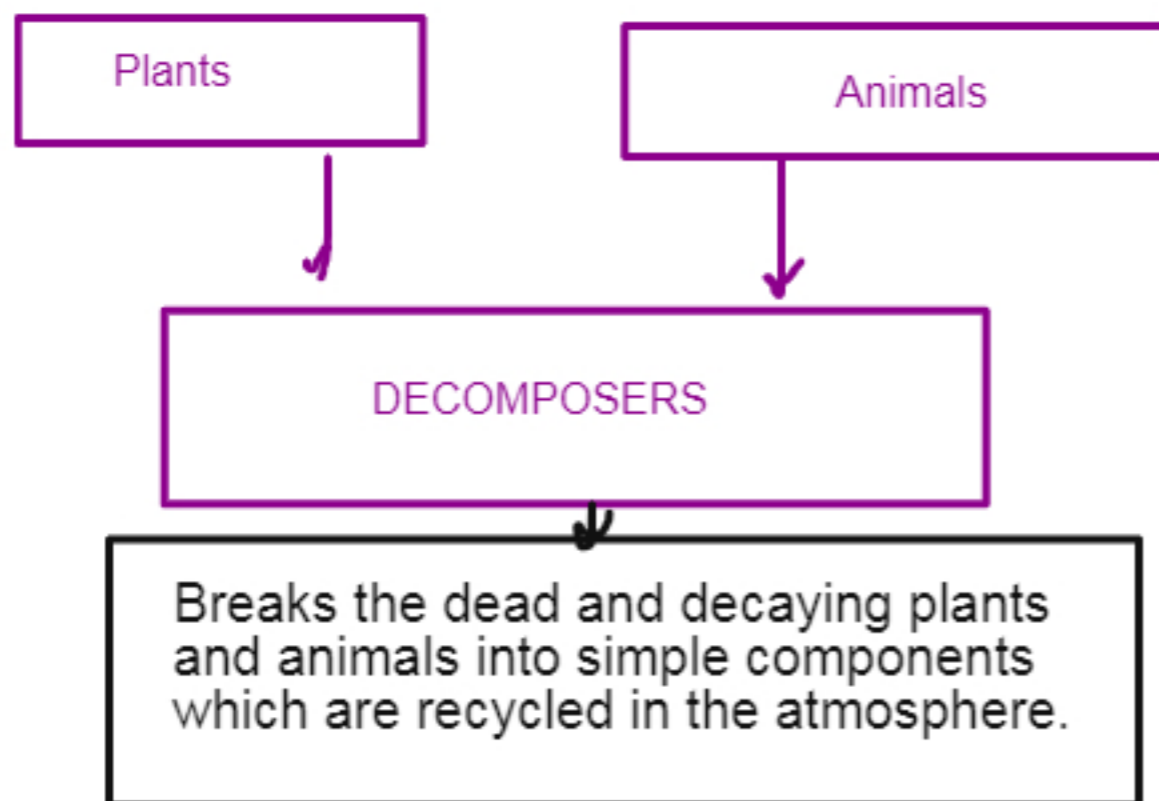 Plants
Animals
DECOMPOSERS
Breaks the dead and decaying plants
and animals into simple components
which are recycled in the atmosphere.